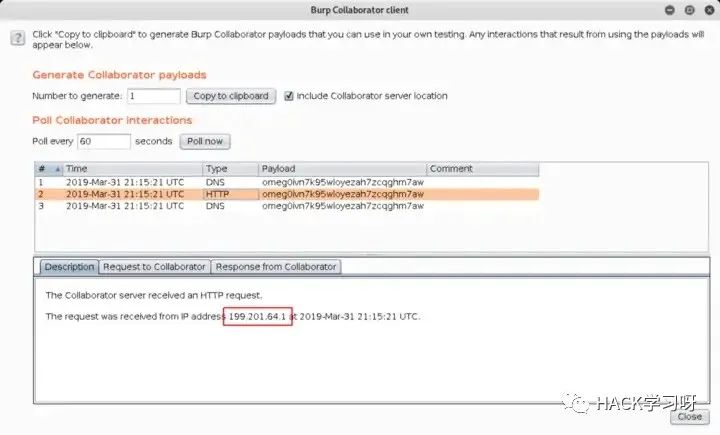 Burp Collaborator client
? Click "Copy to clipboard" to generate Burp Collaborator payloads that you can use in your own testing. Any interactions that result from using the payloads will
appear below.
Generate Collaborator payloads
Number to generate: 1 Copy to clipboard Include Collaborator server location
Poll Collaborator interactions
Poll every 60 seconds Poll now
# Time Type Payload Comment
1 2019-Mar-31 21:15:21 UTC DNS omeg0ivn7k95wloyezah7zcqghm7aw
2 2019-Mar-31 21:15:21 UTC HTTP omeg0ivn7k95wloyezah7zcqghm7aw
3 2019-Mar-31 21:15:21 UTC DNS omeg0ivn7k95wloyezah7zcqghm7aw
Description Request to Collaborator Response from Collaborator
The Collaborator server received an HTTP request.
The request was received from IP address 199.201.64.1 at 2019-Mar-31 21:15:21 UTC.
HACK学习呀
Close